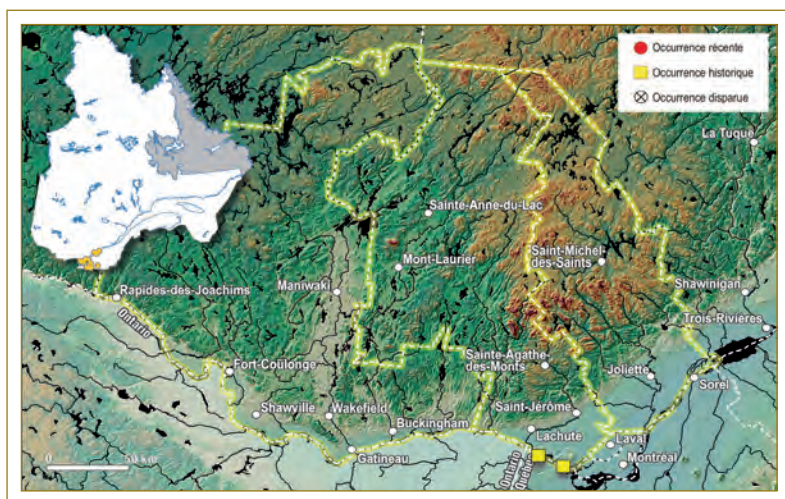 Occurrence récente
Occurrence historique
Occurrence disparue
La Tuque
Sainte-Anne-du-Lac
Mont-Laurier
Saint-Michel-
des-Saints
Maniwaki
Rapides-des-Joachims
Shawinigan
Trois-Rivières
Ontario
Fort-Coulonge
Sainte-Agathe-
des-Monts
Joliette
Sorel
Shawville
Wakefield
Buckingham
Saint-Jérôme
Lachute
Laval
Montréal
Gatineau
Ontario
Québec
0 50 km